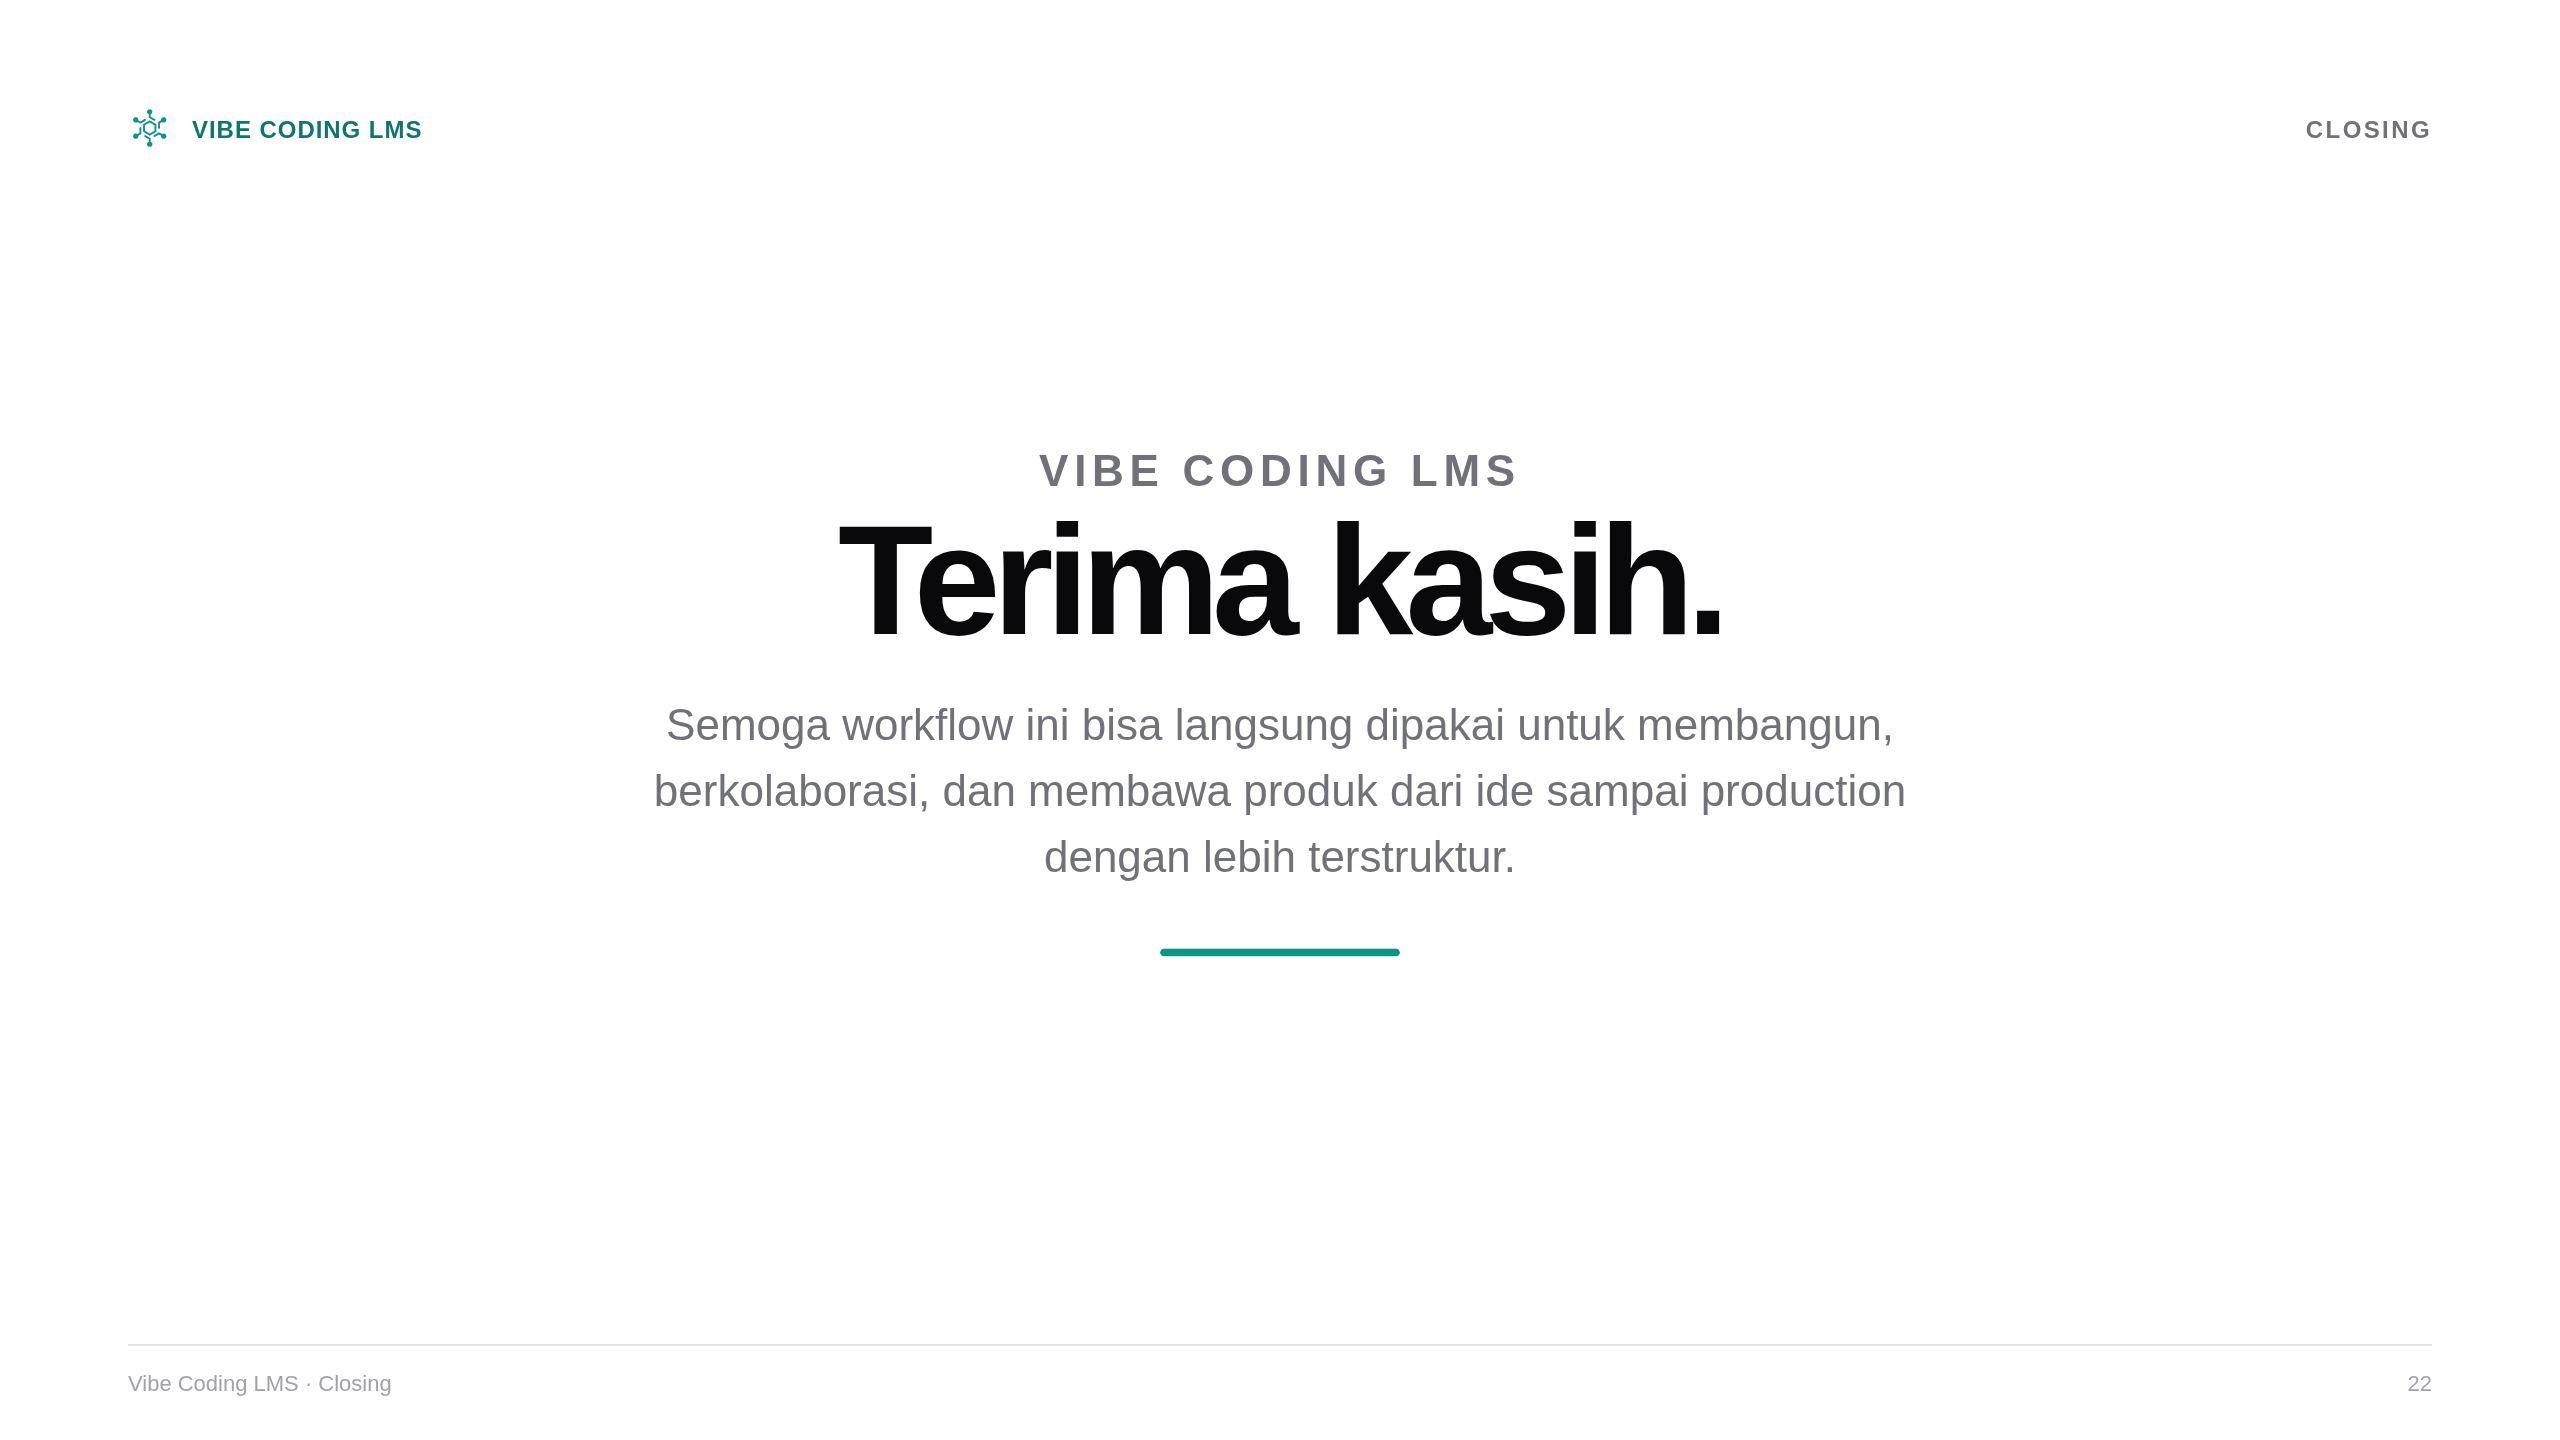 VIBE CODING LMS
CLOSING
VIBE CODING LMS
Terima kasih.
Semoga workflow ini bisa langsung dipakai untuk membangun,
berkolaborasi, dan membawa produk dari ide sampai production
dengan lebih terstruktur.
Vibe Coding LMS · Closing
22